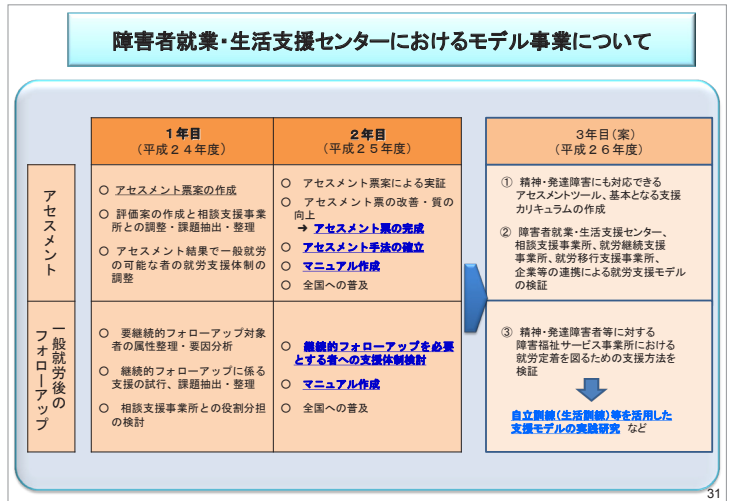 障害者就業・生活支援センターにおけるモデル事業について
1年目
(平成24年度)
2年目
(平成25年度)
3年目(案)
(平成26年度)
アセスメント
○ アセスメント票案の作成
○ 評価案の作成と相談支援事業
所との調整・課題抽出・整理
○ アセスメント結果で一般就労
の可能な者の就労支援体制の
調整
○ アセスメント票案による実証
○ アセスメント票の改善・質の
向上
➔ アセスメント票の完成
○ アセスメント手法の確立
○ マニュアル作成
○ 全国への普及
① 精神・発達障害にも対応できる
アセスメントツール、基本となる支援
カリキュラムの作成
② 障害者就業・生活支援センター、
相談支援事業所、就労継続支援
事業所、就労移行支援事業所、
企業等の連携による就労支援モデル
の検証
一般就労後の
フォローアップ
○ 要継続的フォローアップ対象
者の属性整理・要因分析
○ 継続的フォローアップに係る
支援の試行、課題抽出・整理
○ 相談支援事業所との役割分担
の検討
○ 継続的フォローアップを必要
とする者への支援体制検討
○ マニュアル作成
○ 全国への普及
③ 精神・発達障害者等に対する
障害福祉サービス事業所における
就労定着を図るための支援方法を
検証
自立訓練(生活訓練)等を活用した
支援モデルの実践研究 など
31